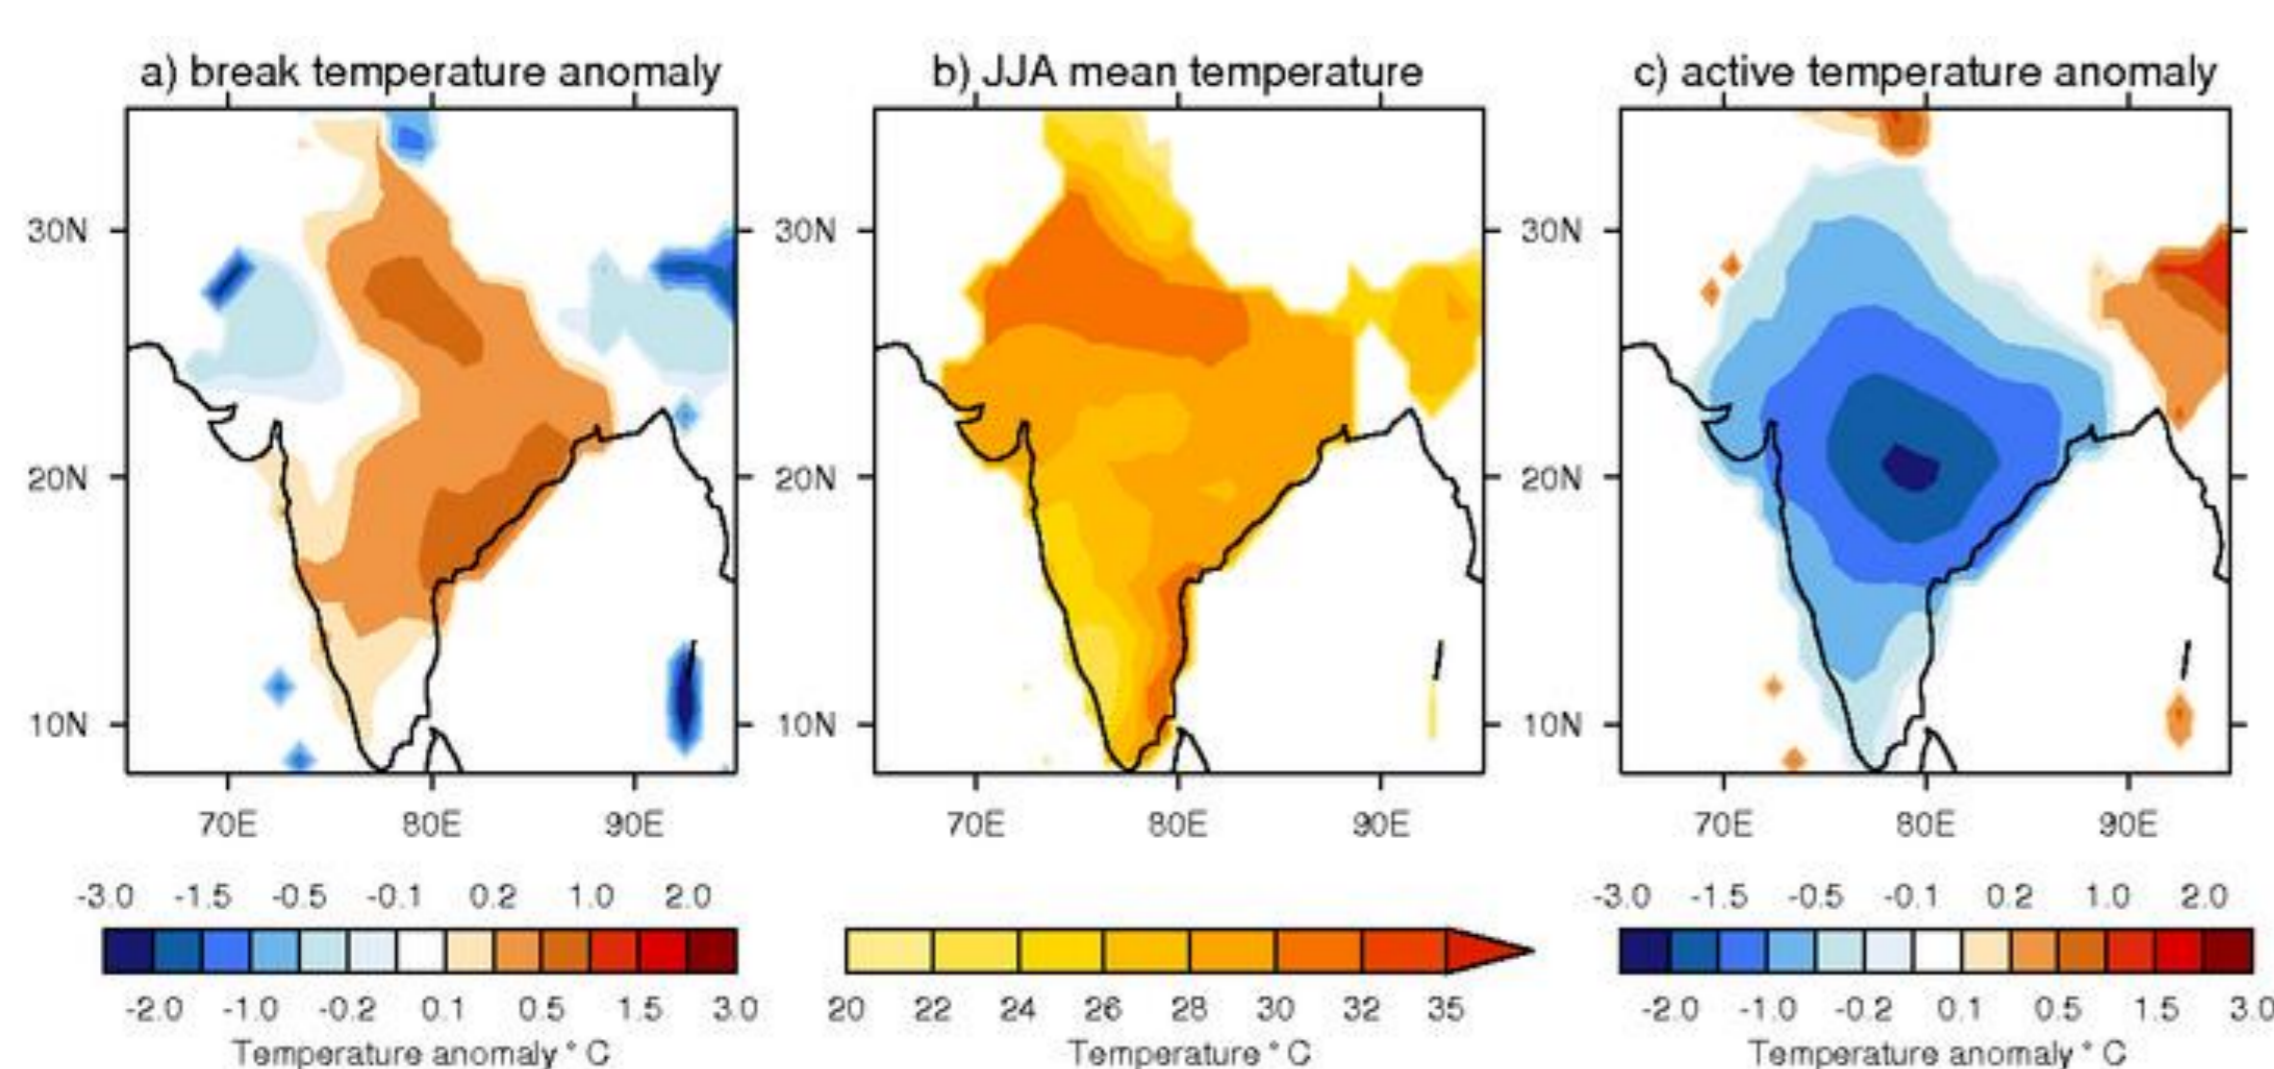 a) break temperature anomaly
b) JJA mean temperature
c) active temperature anomaly
30N
30N
30N
20N
20N
20N
10N
10N
10N
70E 80E 90E
70E 80E 90E
70E 80E 90E
-3.0 -1.5 -0.5 -0.1 0.2 1.0 2.0
-2.0 -1.0 -0.2 0.1 0.5 1.5 3.0
Temperature anomaly ° C
20 22 24 26 28 30 32 35
Temperature ° C
-3.0 -1.5 -0.5 -0.1 0.2 1.0 2.0
-2.0 -1.0 -0.2 0.1 0.5 1.5 3.0
Temperature anomaly ° C